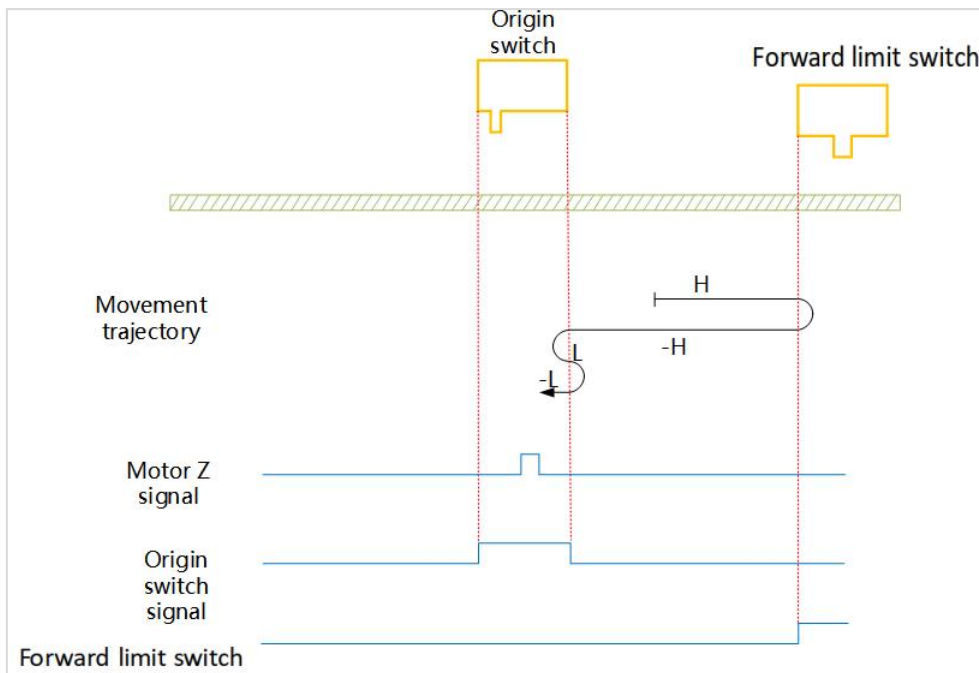 Origin
switch
Forward limit switch
H
Movement
trajectory
-H
L
-L
Motor Z
signal
Origin
switch
signal
Forward limit switch